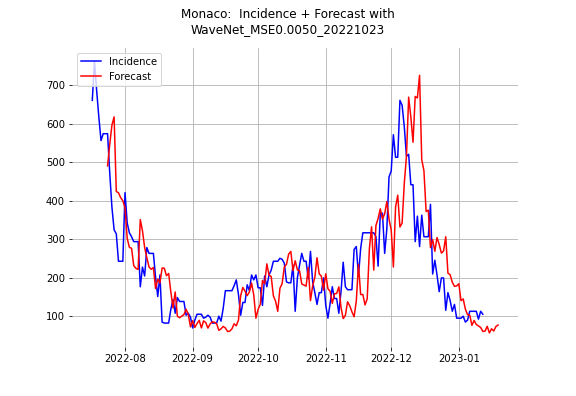 Monaco:  Incidence + Forecast with
WaveNet_MSE0.0050_20221023
Incidence
Forecast
700
600
500
400
300
200
100
2022-08 2022-09 2022-10 2022-11 2022-12 2023-01